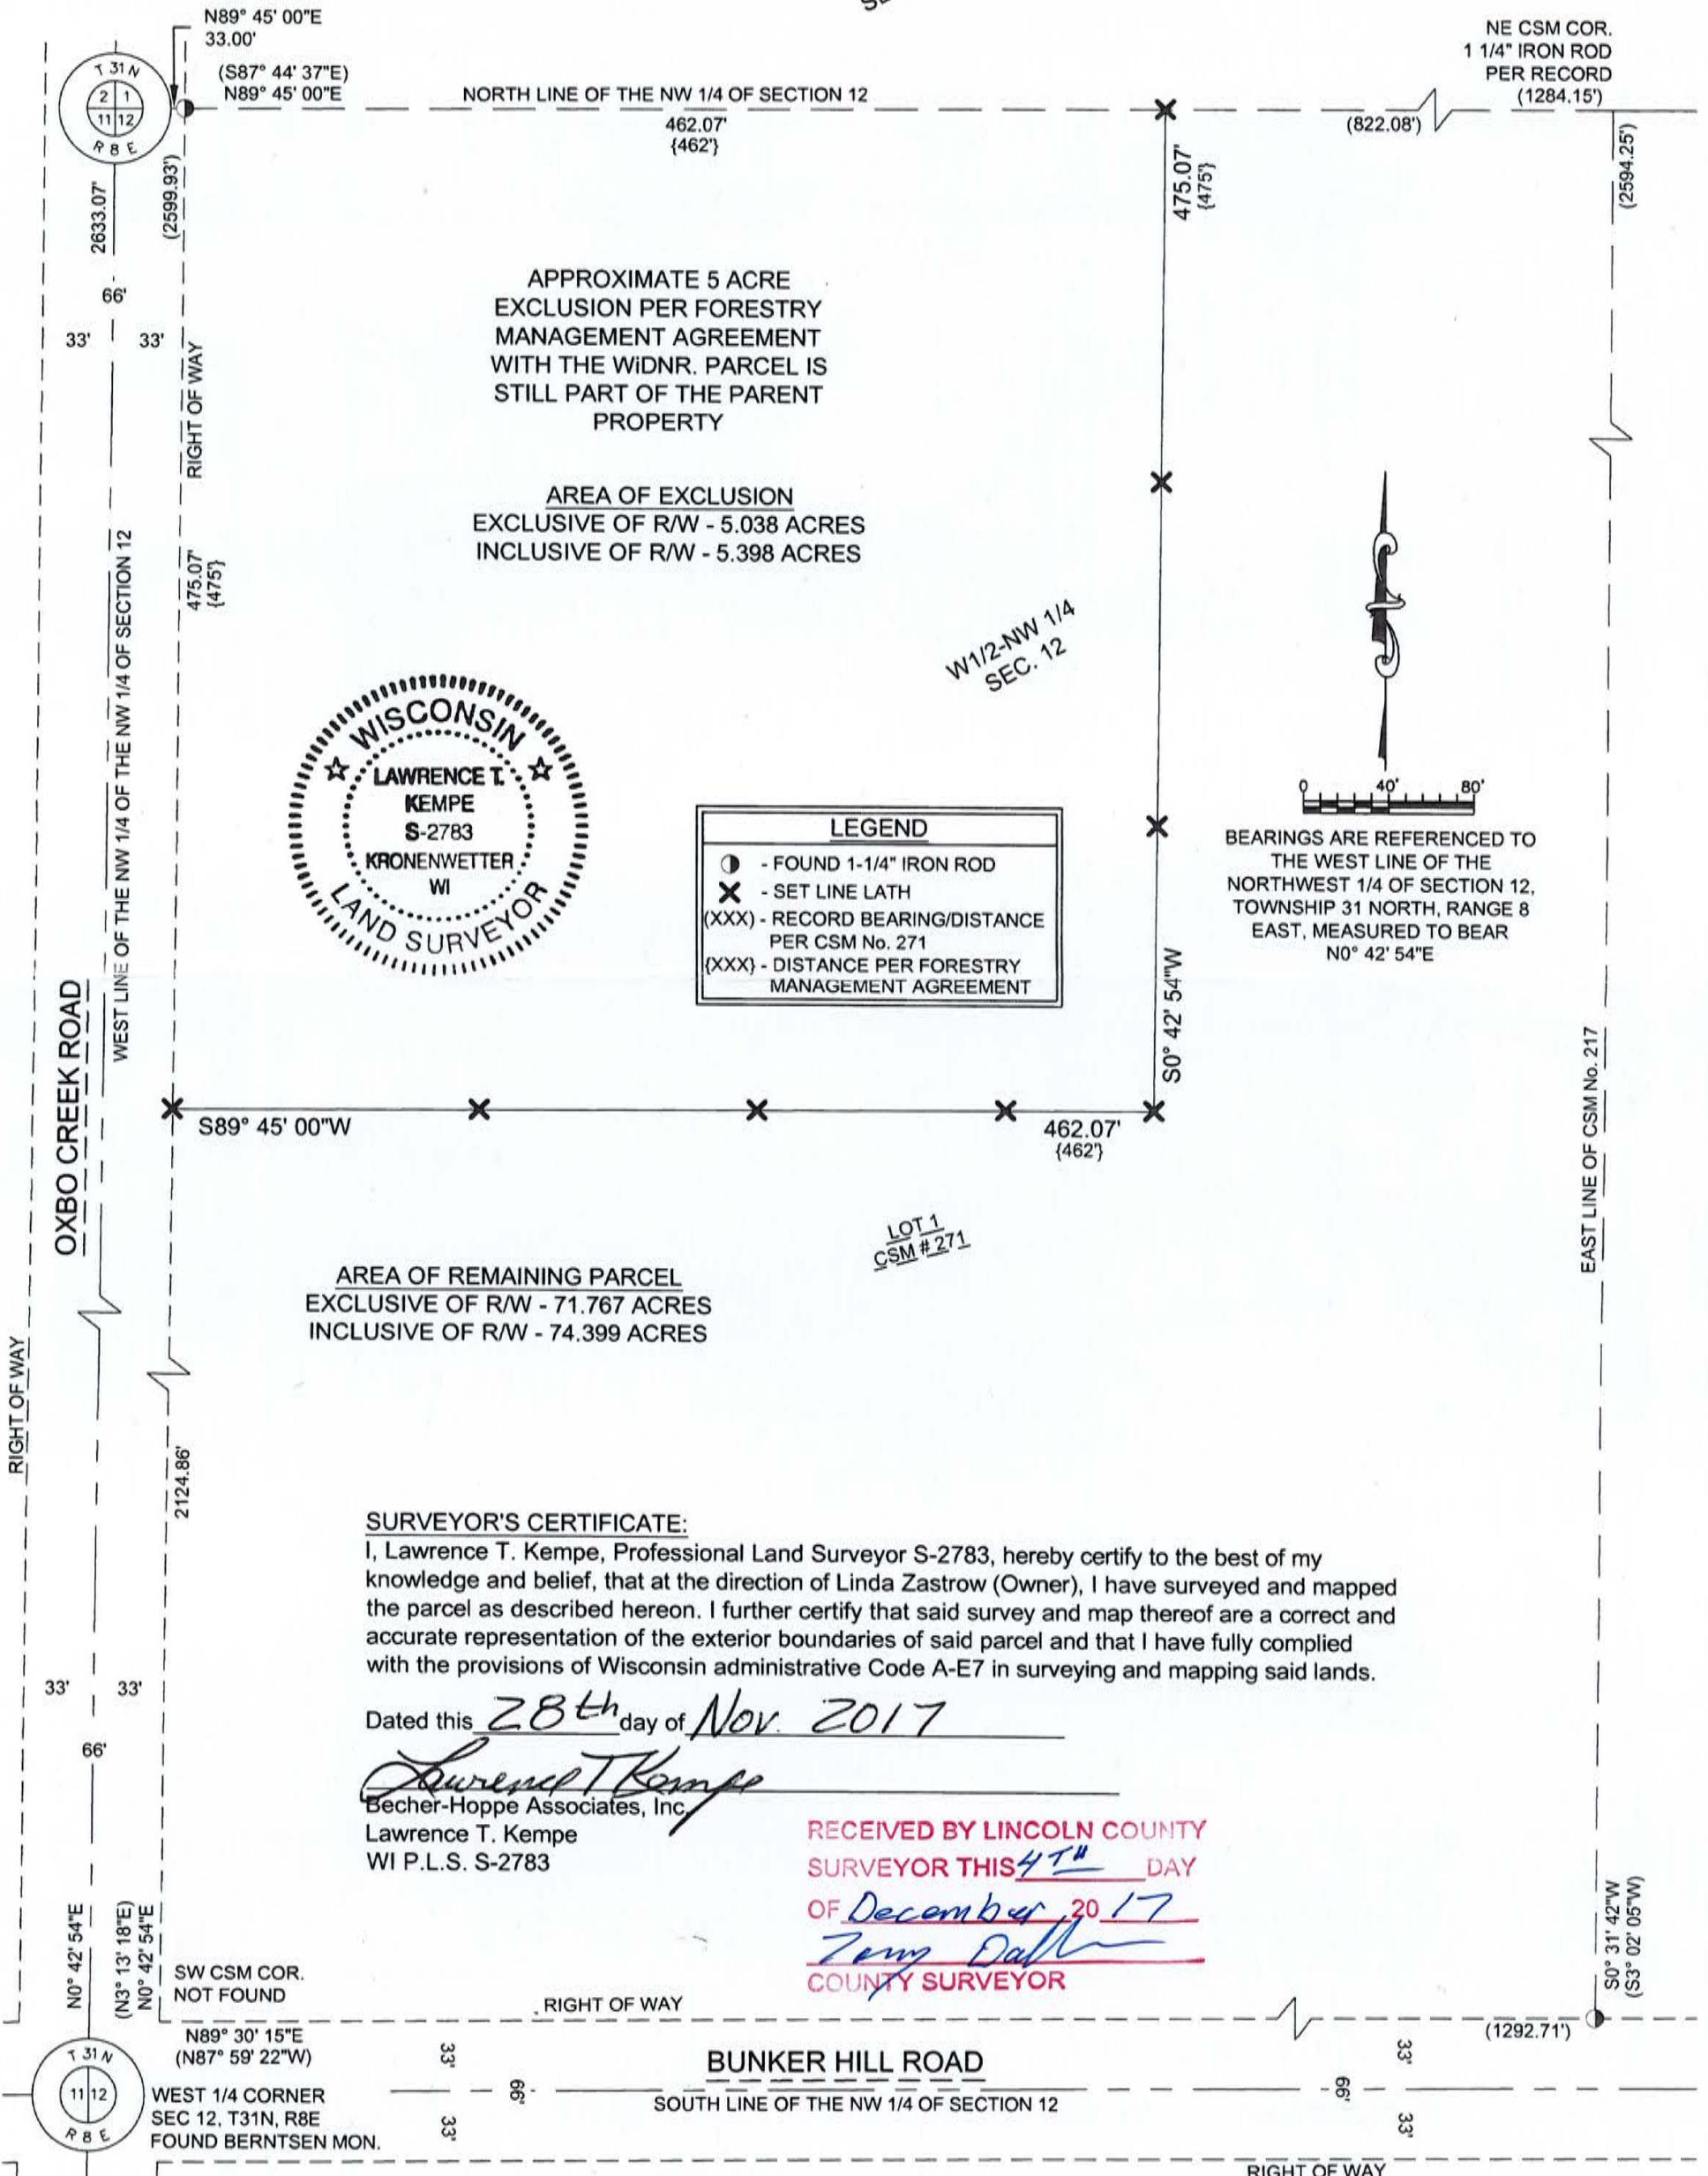 N89° 45' 00"E
33.00'
(S87° 44' 37"E)
N89° 45' 00"E
T 31 N
2 1
11 12
R 8 E
NORTH LINE OF THE NW 1/4 OF SECTION 12
462.07'
{462'}
(822.08')
NE CSM COR.
1 1/4" IRON ROD
PER RECORD
(1284.15')
(2594.25')
475.07'
{475'}
2633.07'
(2599.93')
66'
33'
33'
RIGHT OF WAY
475.07'
{475'}
WEST LINE OF THE NW 1/4 OF THE NW 1/4 OF SECTION 12
APPROXIMATE 5 ACRE
EXCLUSION PER FORESTRY
MANAGEMENT AGREEMENT
WITH THE WiDNR. PARCEL IS
STILL PART OF THE PARENT
PROPERTY
AREA OF EXCLUSION
EXCLUSIVE OF R/W - 5.038 ACRES
INCLUSIVE OF R/W - 5.398 ACRES
W1/2-NW 1/4
SEC. 12
WISCONSIN
LAWRENCE T.
KEMPE
S-2783
KRONENWETTER
WI
LAND SURVEYOR
LEGEND
- FOUND 1-1/4" IRON ROD
- SET LINE LATH
(XXX) - RECORD BEARING/DISTANCE
PER CSM No. 271
{XXX} - DISTANCE PER FORESTRY
MANAGEMENT AGREEMENT
0 40' 80'
BEARINGS ARE REFERENCED TO
THE WEST LINE OF THE
NORTHWEST 1/4 OF SECTION 12,
TOWNSHIP 31 NORTH, RANGE 8
EAST, MEASURED TO BEAR
N0° 42' 54"E
S0° 42' 54"W
OXBO CREEK ROAD
S89° 45' 00"W
462.07'
{462'}
EAST LINE OF CSM No. 217
LOT 1
CSM # 271
AREA OF REMAINING PARCEL
EXCLUSIVE OF R/W - 71.767 ACRES
INCLUSIVE OF R/W - 74.399 ACRES
RIGHT OF WAY
2124.86'
SURVEYOR'S CERTIFICATE:
I, Lawrence T. Kempe, Professional Land Surveyor S-2783, hereby certify to the best of my
knowledge and belief, that at the direction of Linda Zastrow (Owner), I have surveyed and mapped
the parcel as described hereon. I further certify that said survey and map thereof are a correct and
accurate representation of the exterior boundaries of said parcel and that I have fully complied
with the provisions of Wisconsin administrative Code A-E7 in surveying and mapping said lands.
33'
33'
66'
Dated this 28th day of Nov. 2017
Lawrence T Kempe
Becher-Hoppe Associates, Inc.
Lawrence T. Kempe
WI P.L.S. S-2783
RECEIVED BY LINCOLN COUNTY
SURVEYOR THIS 4TH DAY
OF December 20 17
COUNTY SURVEYOR
N0° 42' 54"E
(N3° 13' 18"E)
N0° 42' 54"E
SW CSM COR.
NOT FOUND
S0° 31' 42"W
(S3° 02' 05"W)
RIGHT OF WAY
N89° 30' 15"E
(N87° 59' 22"W)
(1292.71')
T 31 N
11 12
R 8 E
WEST 1/4 CORNER
SEC 12, T31N, R8E
FOUND BERNTSEN MON.
33'
66'
33'
BUNKER HILL ROAD
SOUTH LINE OF THE NW 1/4 OF SECTION 12
33'
66'
33'
RIGHT OF WAY